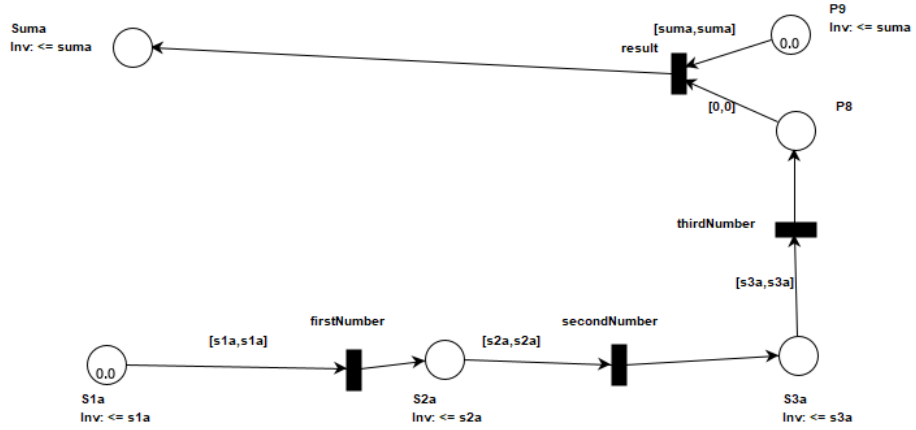 Suma
Inv: <= suma
[suma,suma]
result
P9
Inv: <= suma
0.0
[0,0]
P8
thirdNumber
[s3a,s3a]
firstNumber
secondNumber
[s1a,s1a]
[s2a,s2a]
0.0
S1a
Inv: <= s1a
S2a
Inv: <= s2a
S3a
Inv: <= s3a